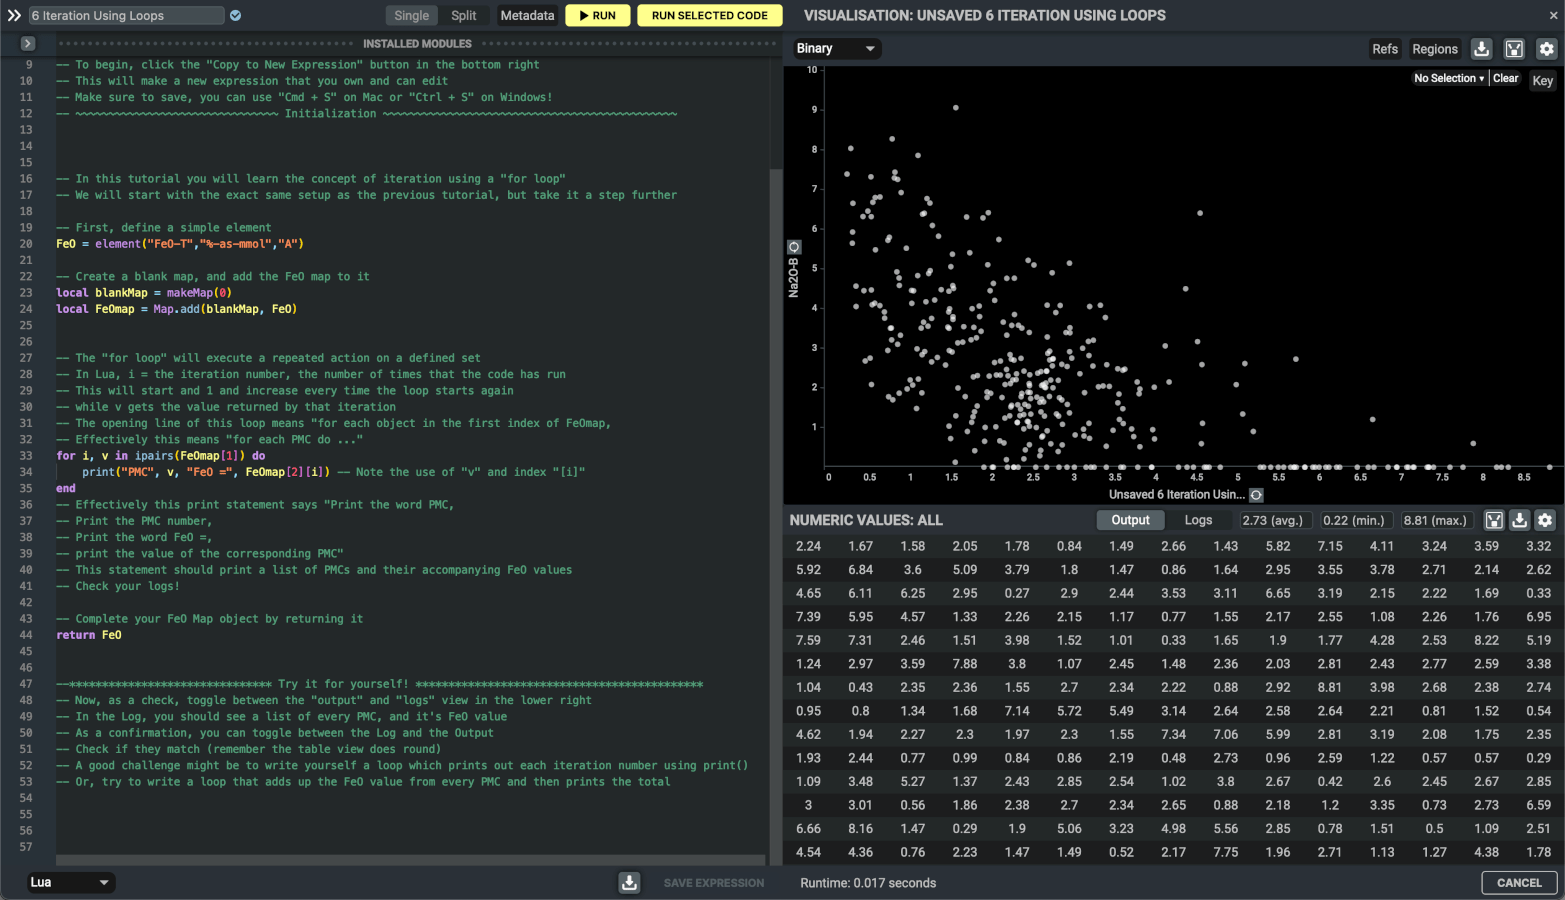 6 Iteration Using Loops
Single Split Metadata RUN RUN SELECTED CODE
VISUALISATION: UNSAVED 6 ITERATION USING LOOPS
INSTALLED MODULES
9 -- To begin, click the "Copy to New Expression" button in the bottom right
10 -- This will make a new expression that you own and can edit
11 -- Make sure to save, you can use "Cmd + S" on Mac or "Ctrl + S" on Windows!
12 -- ~~~~~~~~~~~~~~~~~~~~~~~~~~~~~~~ Initialization ~~~~~~~~~~~~~~~~~~~~~~~~~~~~~~~~~~~~~~~~~~~~~
13
14
15
16 -- In this tutorial you will learn the concept of iteration using a "for loop"
17 -- We will start with the exact same setup as the previous tutorial, but take it a step further
18
19 -- First, define a simple element
20 FeO = element("FeO-T","%-as-mmol","A")
21
22 -- Create a blank map, and add the FeO map to it
23 local blankMap = makeMap(0)
24 local FeOmap = Map.add(blankMap, FeO)
25
26
27 -- The "for loop" will execute a repeated action on a defined set
28 -- In Lua, i = the iteration number, the number of times that the code has run
29 -- This will start and 1 and increase every time the loop starts again
30 -- while v gets the value returned by that iteration
31 -- The opening line of this loop means "for each object in the first index of FeOmap,
32 -- Effectively this means "for each PMC do ..."
33 for i, v in ipairs(FeOmap[1]) do
34 print("PMC", v, "FeO =", FeOmap[2][i]) -- Note the use of "v" and index "[i]"
35 end
36 -- Effectively this print statement says "Print the word PMC,
37 -- Print the PMC number,
38 -- Print the word FeO =,
39 -- print the value of the corresponding PMC"
40 -- This statement should print a list of PMCs and their accompanying FeO values
41 -- Check your logs!
42
43 -- Complete your FeO Map object by returning it
44 return FeO
45
46
47 --******************************* Try it for yourself! ********************************************
48 -- Now, as a check, toggle between the "output" and "logs" view in the lower right
49 -- In the Log, you should see a list of every PMC, and it's FeO value
50 -- As a confirmation, you can toggle between the Log and the Output
51 -- Check if they match (remember the table view does round)
52 -- A good challenge might be to write yourself a loop which prints out each iteration number using print()
53 -- Or, try to write a loop that adds up the FeO value from every PMC and then prints the total
54
55
56
57
Lua SAVE EXPRESSION
Binary Refs Regions
No Selection Clear Key
10
9
8
7
6
5
4
3
2
1
Na2O-B
0 0.5 1 1.5 2 2.5 3 3.5 4 4.5 5 5.5 6 6.5 7 7.5 8 8.5
Unsaved 6 Iteration Usin...
NUMERIC VALUES: ALL Output Logs 2.73 (avg.) 0.22 (min.) 8.81 (max.)
2.24 1.67 1.58 2.05 1.78 0.84 1.49 2.66 1.43 5.82 7.15 4.11 3.24 3.59 3.32
5.92 6.84 3.6 5.09 3.79 1.8 1.47 0.86 1.64 2.95 3.55 3.78 2.71 2.14 2.62
4.65 6.11 6.25 2.95 0.27 2.9 2.44 3.53 3.11 6.65 3.19 2.15 2.22 1.69 0.33
7.39 5.95 4.57 1.33 2.26 2.15 1.17 0.77 1.55 2.17 2.55 1.08 2.26 1.76 6.95
7.59 7.31 2.46 1.51 3.98 1.52 1.01 0.33 1.65 1.9 1.77 4.28 2.53 8.22 5.19
1.24 2.97 3.59 7.88 3.8 1.07 2.45 1.48 2.36 2.03 2.81 2.43 2.77 2.59 3.38
1.04 0.43 2.35 2.36 1.55 2.7 2.34 2.22 0.88 2.92 8.81 3.98 2.68 2.38 2.74
0.95 0.8 1.34 1.68 7.14 5.72 5.49 3.14 2.64 2.58 2.64 2.21 0.81 1.52 0.54
4.62 1.94 2.27 2.3 1.97 2.3 1.55 7.34 7.06 5.99 2.81 3.19 2.08 1.75 2.35
1.93 2.44 0.77 0.99 0.84 0.86 2.19 0.48 2.73 0.96 2.59 1.22 0.57 0.57 0.29
1.09 3.48 5.27 1.37 2.43 2.85 2.54 1.02 3.8 2.67 0.42 2.6 2.45 2.67 2.85
3 3.01 0.56 1.86 2.38 2.7 2.34 2.65 0.88 2.18 1.2 3.35 0.73 2.73 6.59
6.66 8.16 1.47 0.29 1.9 5.06 3.23 4.98 5.56 2.85 0.78 1.51 0.5 1.09 2.51
4.54 4.36 0.76 2.23 1.47 1.49 0.52 2.17 7.75 1.96 2.71 1.13 1.27 4.38 1.78
Runtime: 0.017 seconds CANCEL